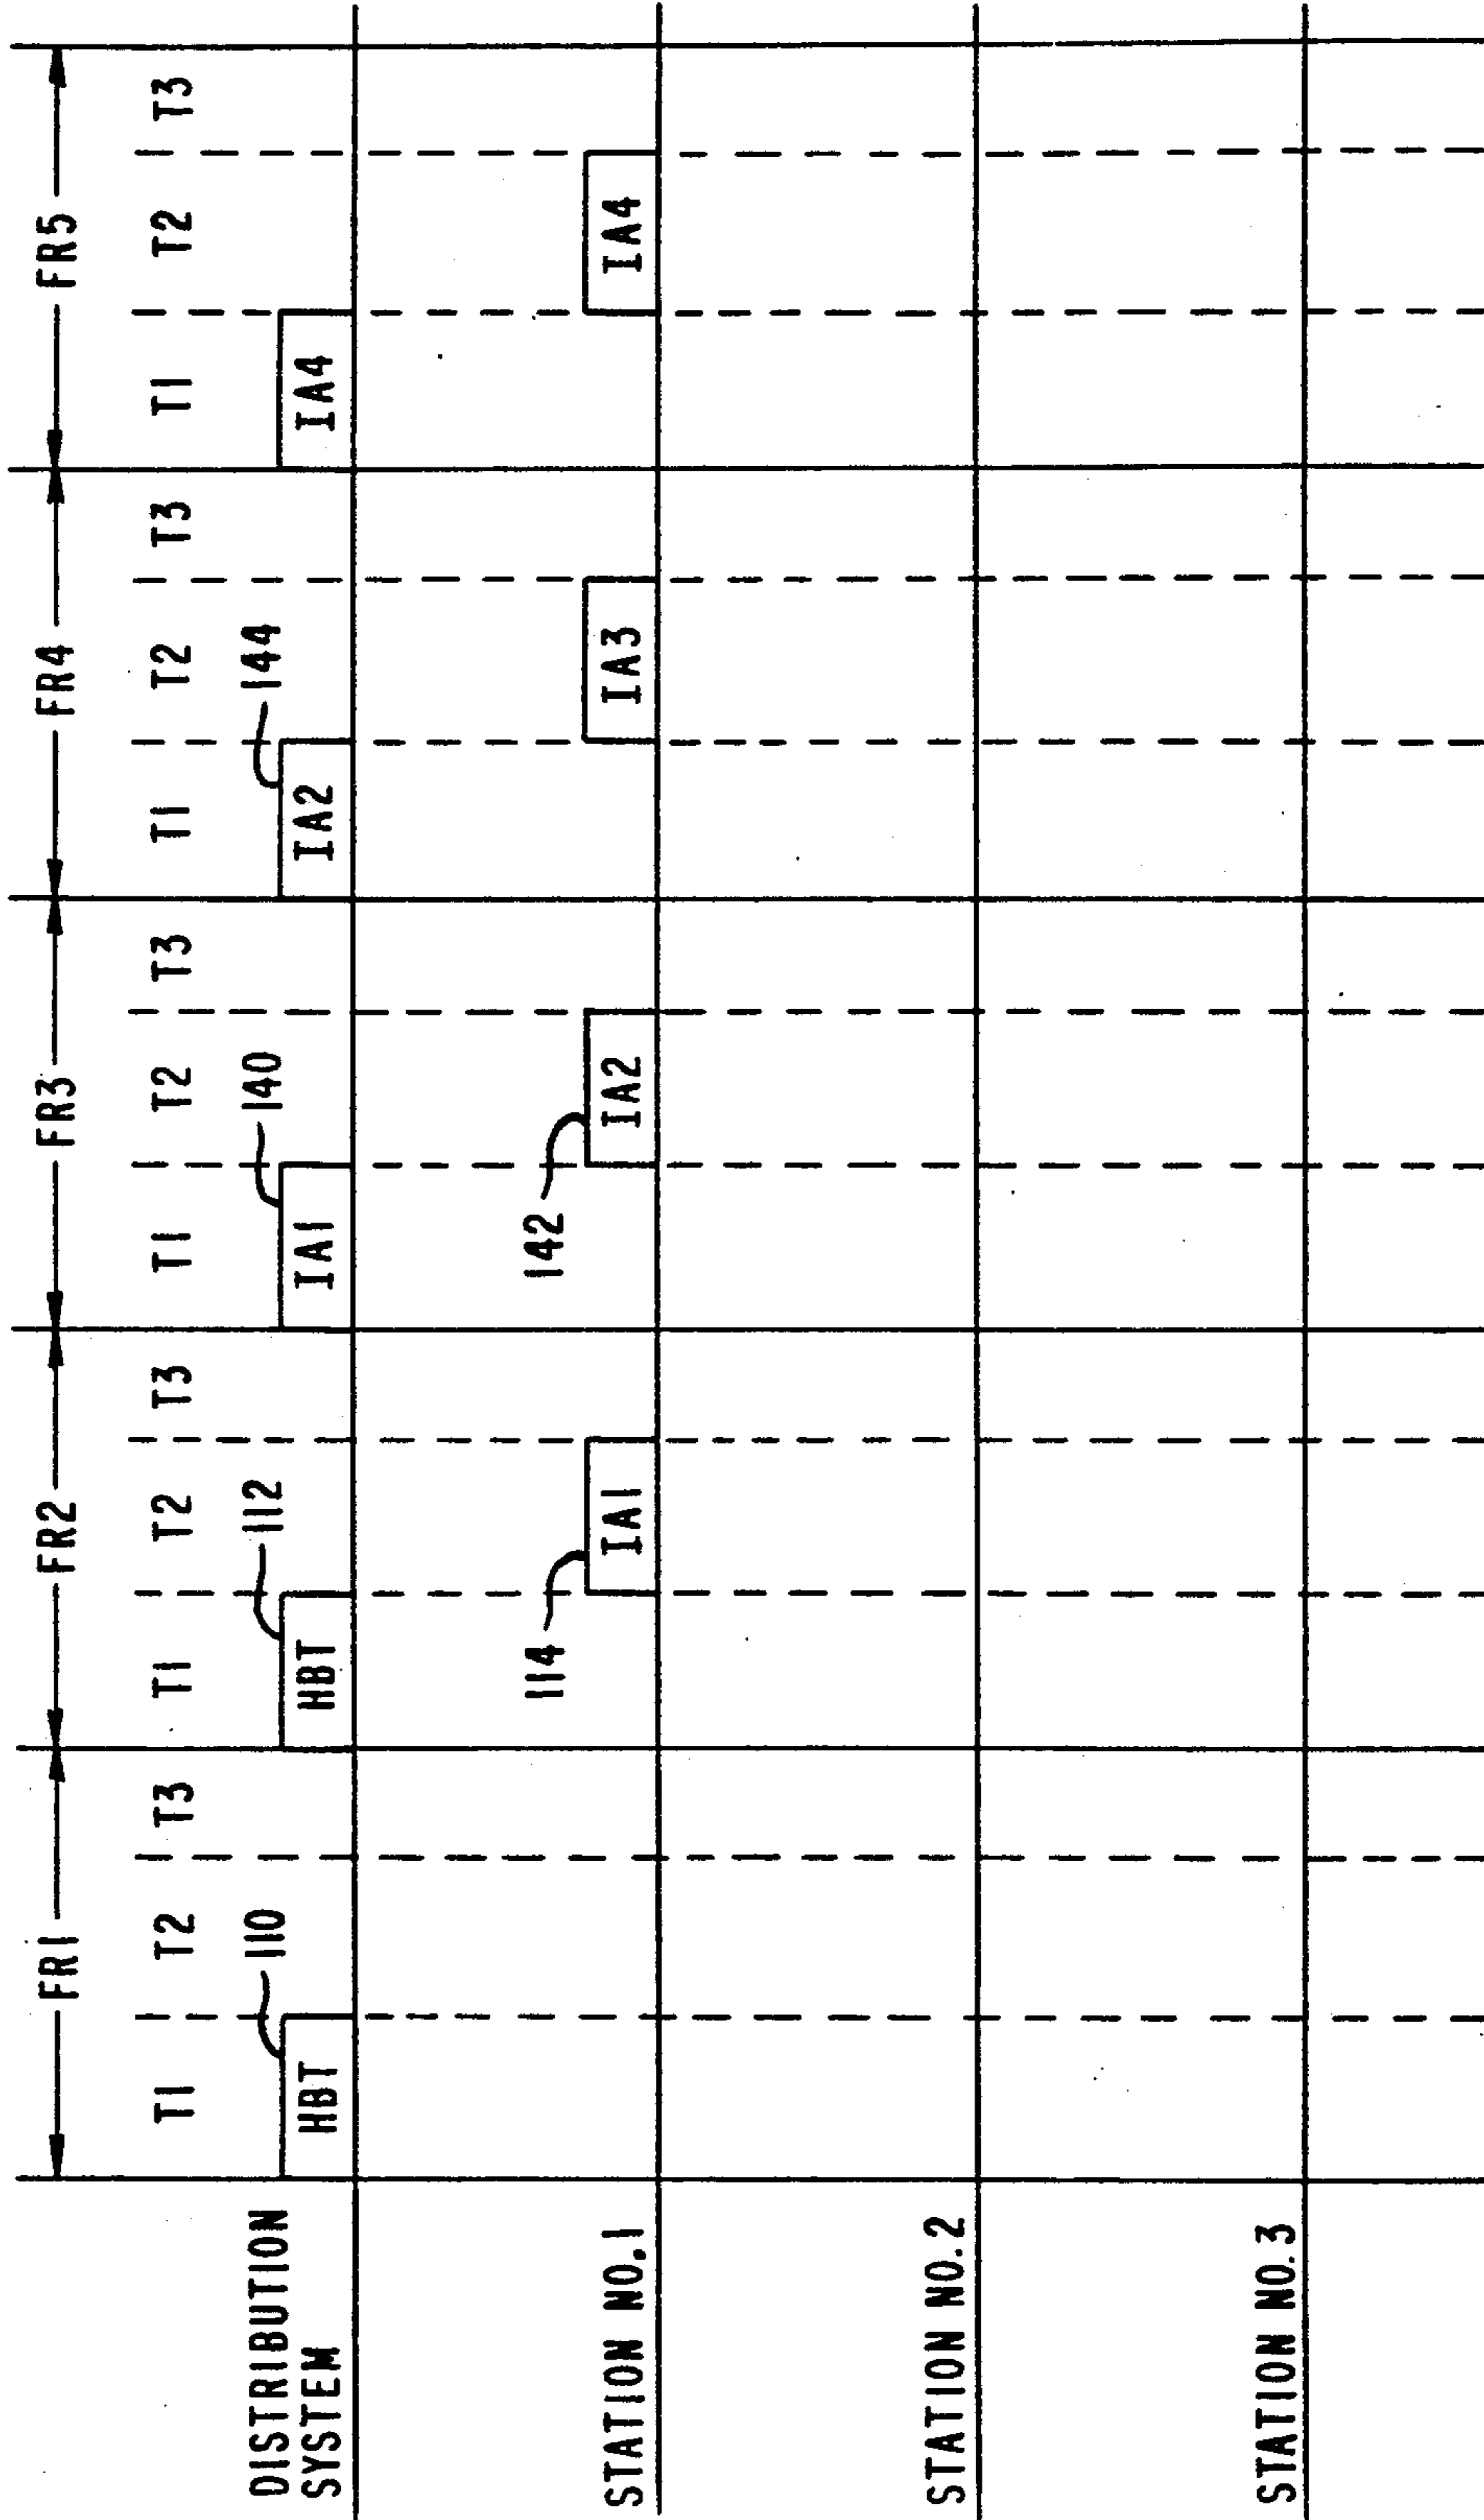 FR1 FR2 FR3 FR4 FR5
T1 T2 T3 T1 T2 T3 T1 T2 T3 T1 T2 T3 T1 T2 T3
110 112 140 144
DISTRIBUTION
SYSTEM
HBT HBT IA1 IA2 IA4
114 142
STATION NO.1
IA1 IA2 IA3 IA4
STATION NO.2
STATION NO.3